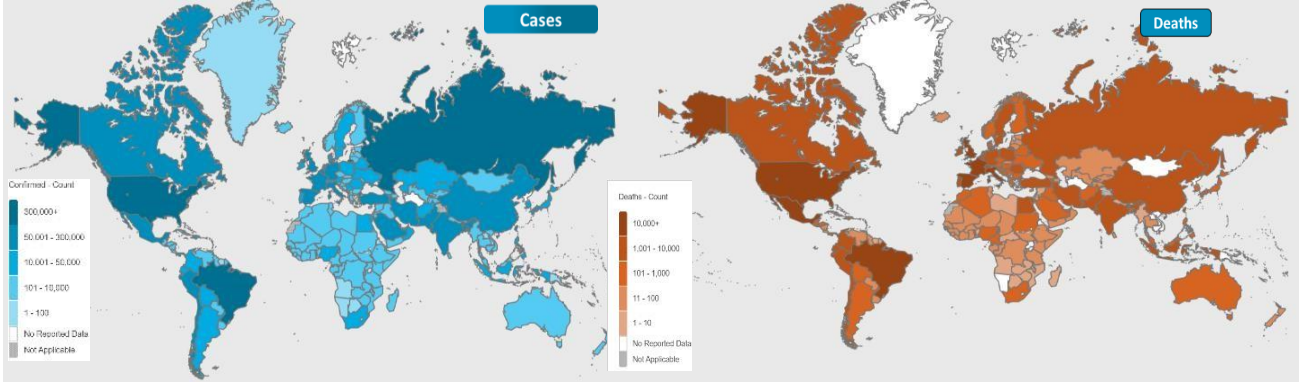 Cases
Confirmed - Count
300,000+
50,001 - 300,000
10,001 - 50,000
101 - 10,000
1 - 100
No Reported Data
Not Applicable
Deaths
Deaths - Count
10,000+
1,001 - 10,000
101 - 1,000
11 - 100
1 - 10
No Reported Data
Not Applicable